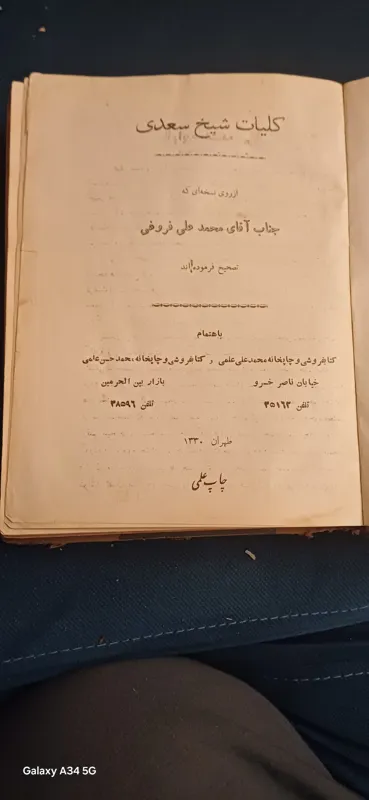 کلیات شیخ سعدی
از روی نسخه‌ای که
جناب آقای محمد علی فروغی
تصحیح فرموده‌اند
باهتمام
کتابفروشی و چاپخانه محمد علی علمی , کتابفروشی و چاپخانه محمد حسن علمی
خیابان ناصر خسرو بازار بین الحرمین
تلفن ۳۵۱۶۳ تلفن ۳۸۵۹۶
طهران ۱۳۳۰
چاپ علمی
Galaxy A34 5G